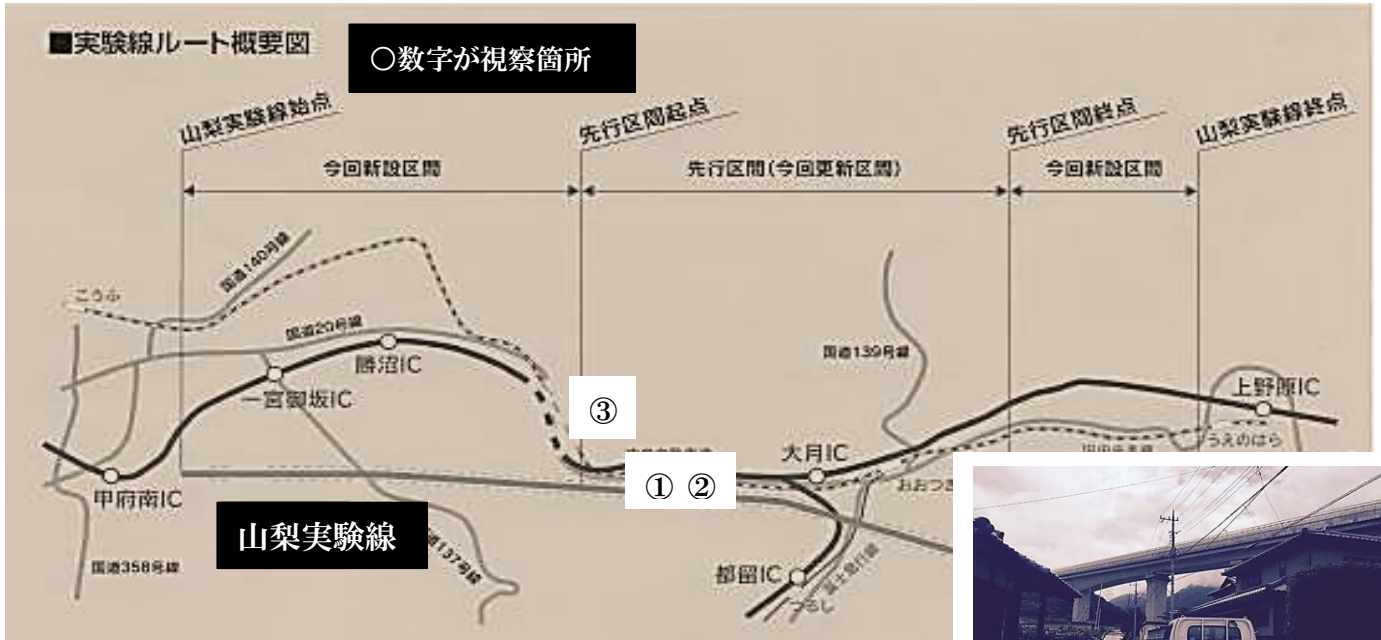 ■実験線ルート概要図
〇数字が視察箇所
山梨実験線始点
先行区間起点
先行区間終点
山梨実験線終点
今回新設区間
先行区間(今回更新区間)
今回新設区間
国道140号線
こうふ
国道20号線
勝沼IC
一宮御坂IC
国道139号線
上野原IC
うえのはら
③
大月IC
甲府南IC
① ②
おおつき
山梨実験線
道137号線
国道358号線
都留IC
富士急行線
つるし